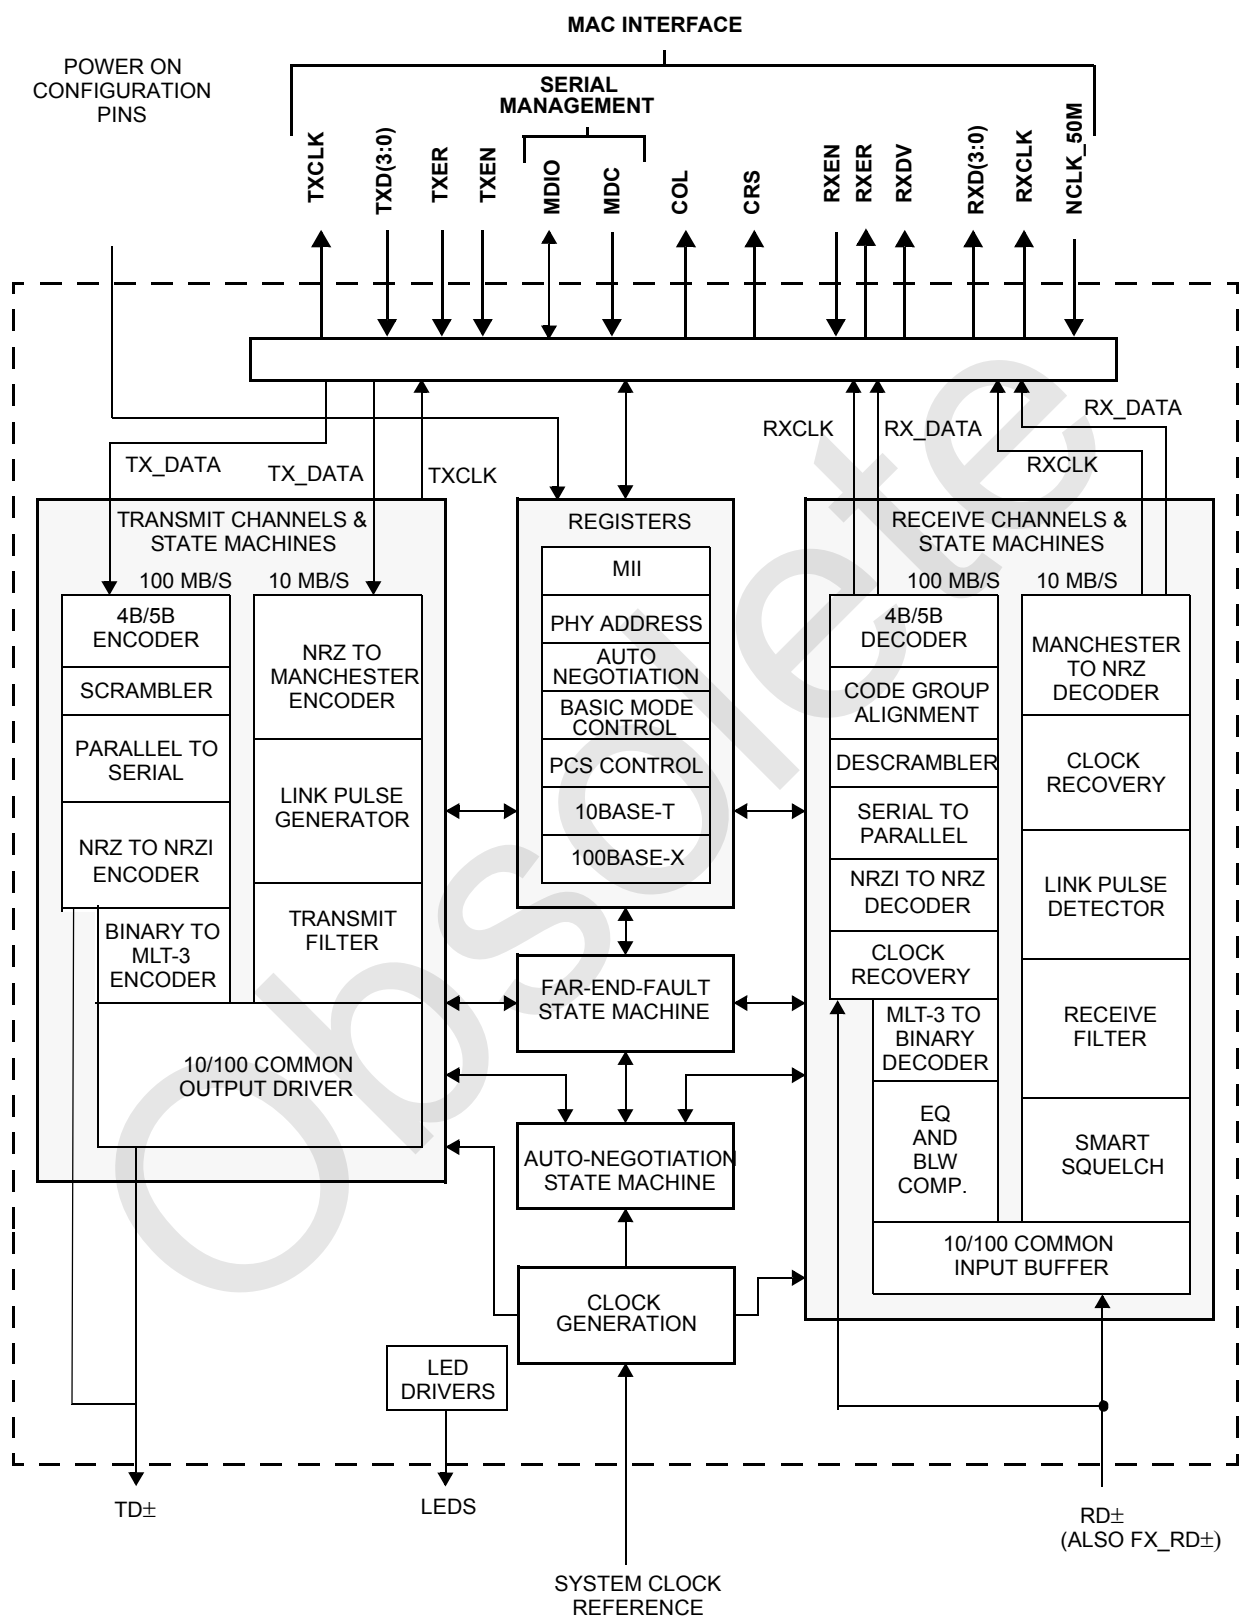 MAC INTERFACE
POWER ON
CONFIGURATION
PINS
SERIAL
MANAGEMENT
TXCLK
TXD(3:0)
TXER
TXEN
MDIO
MDC
COL
CRS
RXEN
RXER
RXDV
RXD(3:0)
RXCLK
NCLK_50M
TX_DATA
TX_DATA
TXCLK
RXCLK
RX_DATA
RXCLK
RX_DATA
TRANSMIT CHANNELS &
STATE MACHINES
100 MB/S
10 MB/S
4B/5B
ENCODER
SCRAMBLER
PARALLEL TO
SERIAL
NRZ TO NRZI
ENCODER
BINARY TO
MLT-3
ENCODER
NRZ TO
MANCHESTER
ENCODER
LINK PULSE
GENERATOR
TRANSMIT
FILTER
10/100 COMMON
OUTPUT DRIVER
REGISTERS
MII
PHY ADDRESS
AUTO
NEGOTIATION
BASIC MODE
CONTROL
PCS CONTROL
10BASE-T
100BASE-X
FAR-END-FAULT
STATE MACHINE
AUTO-NEGOTIATION
STATE MACHINE
CLOCK
GENERATION
LED
DRIVERS
RECEIVE CHANNELS &
STATE MACHINES
100 MB/S
10 MB/S
4B/5B
DECODER
CODE GROUP
ALIGNMENT
DESCRAMBLER
SERIAL TO
PARALLEL
NRZI TO NRZ
DECODER
CLOCK
RECOVERY
MLT-3 TO
BINARY
DECODER
EQ
AND
BLW
COMP.
MANCHESTER
TO NRZ
DECODER
CLOCK
RECOVERY
LINK PULSE
DETECTOR
RECEIVE
FILTER
SMART
SQUELCH
10/100 COMMON
INPUT BUFFER
TD±
LEDS
RD±
(ALSO FX_RD±)
SYSTEM CLOCK
REFERENCE
Obsolete